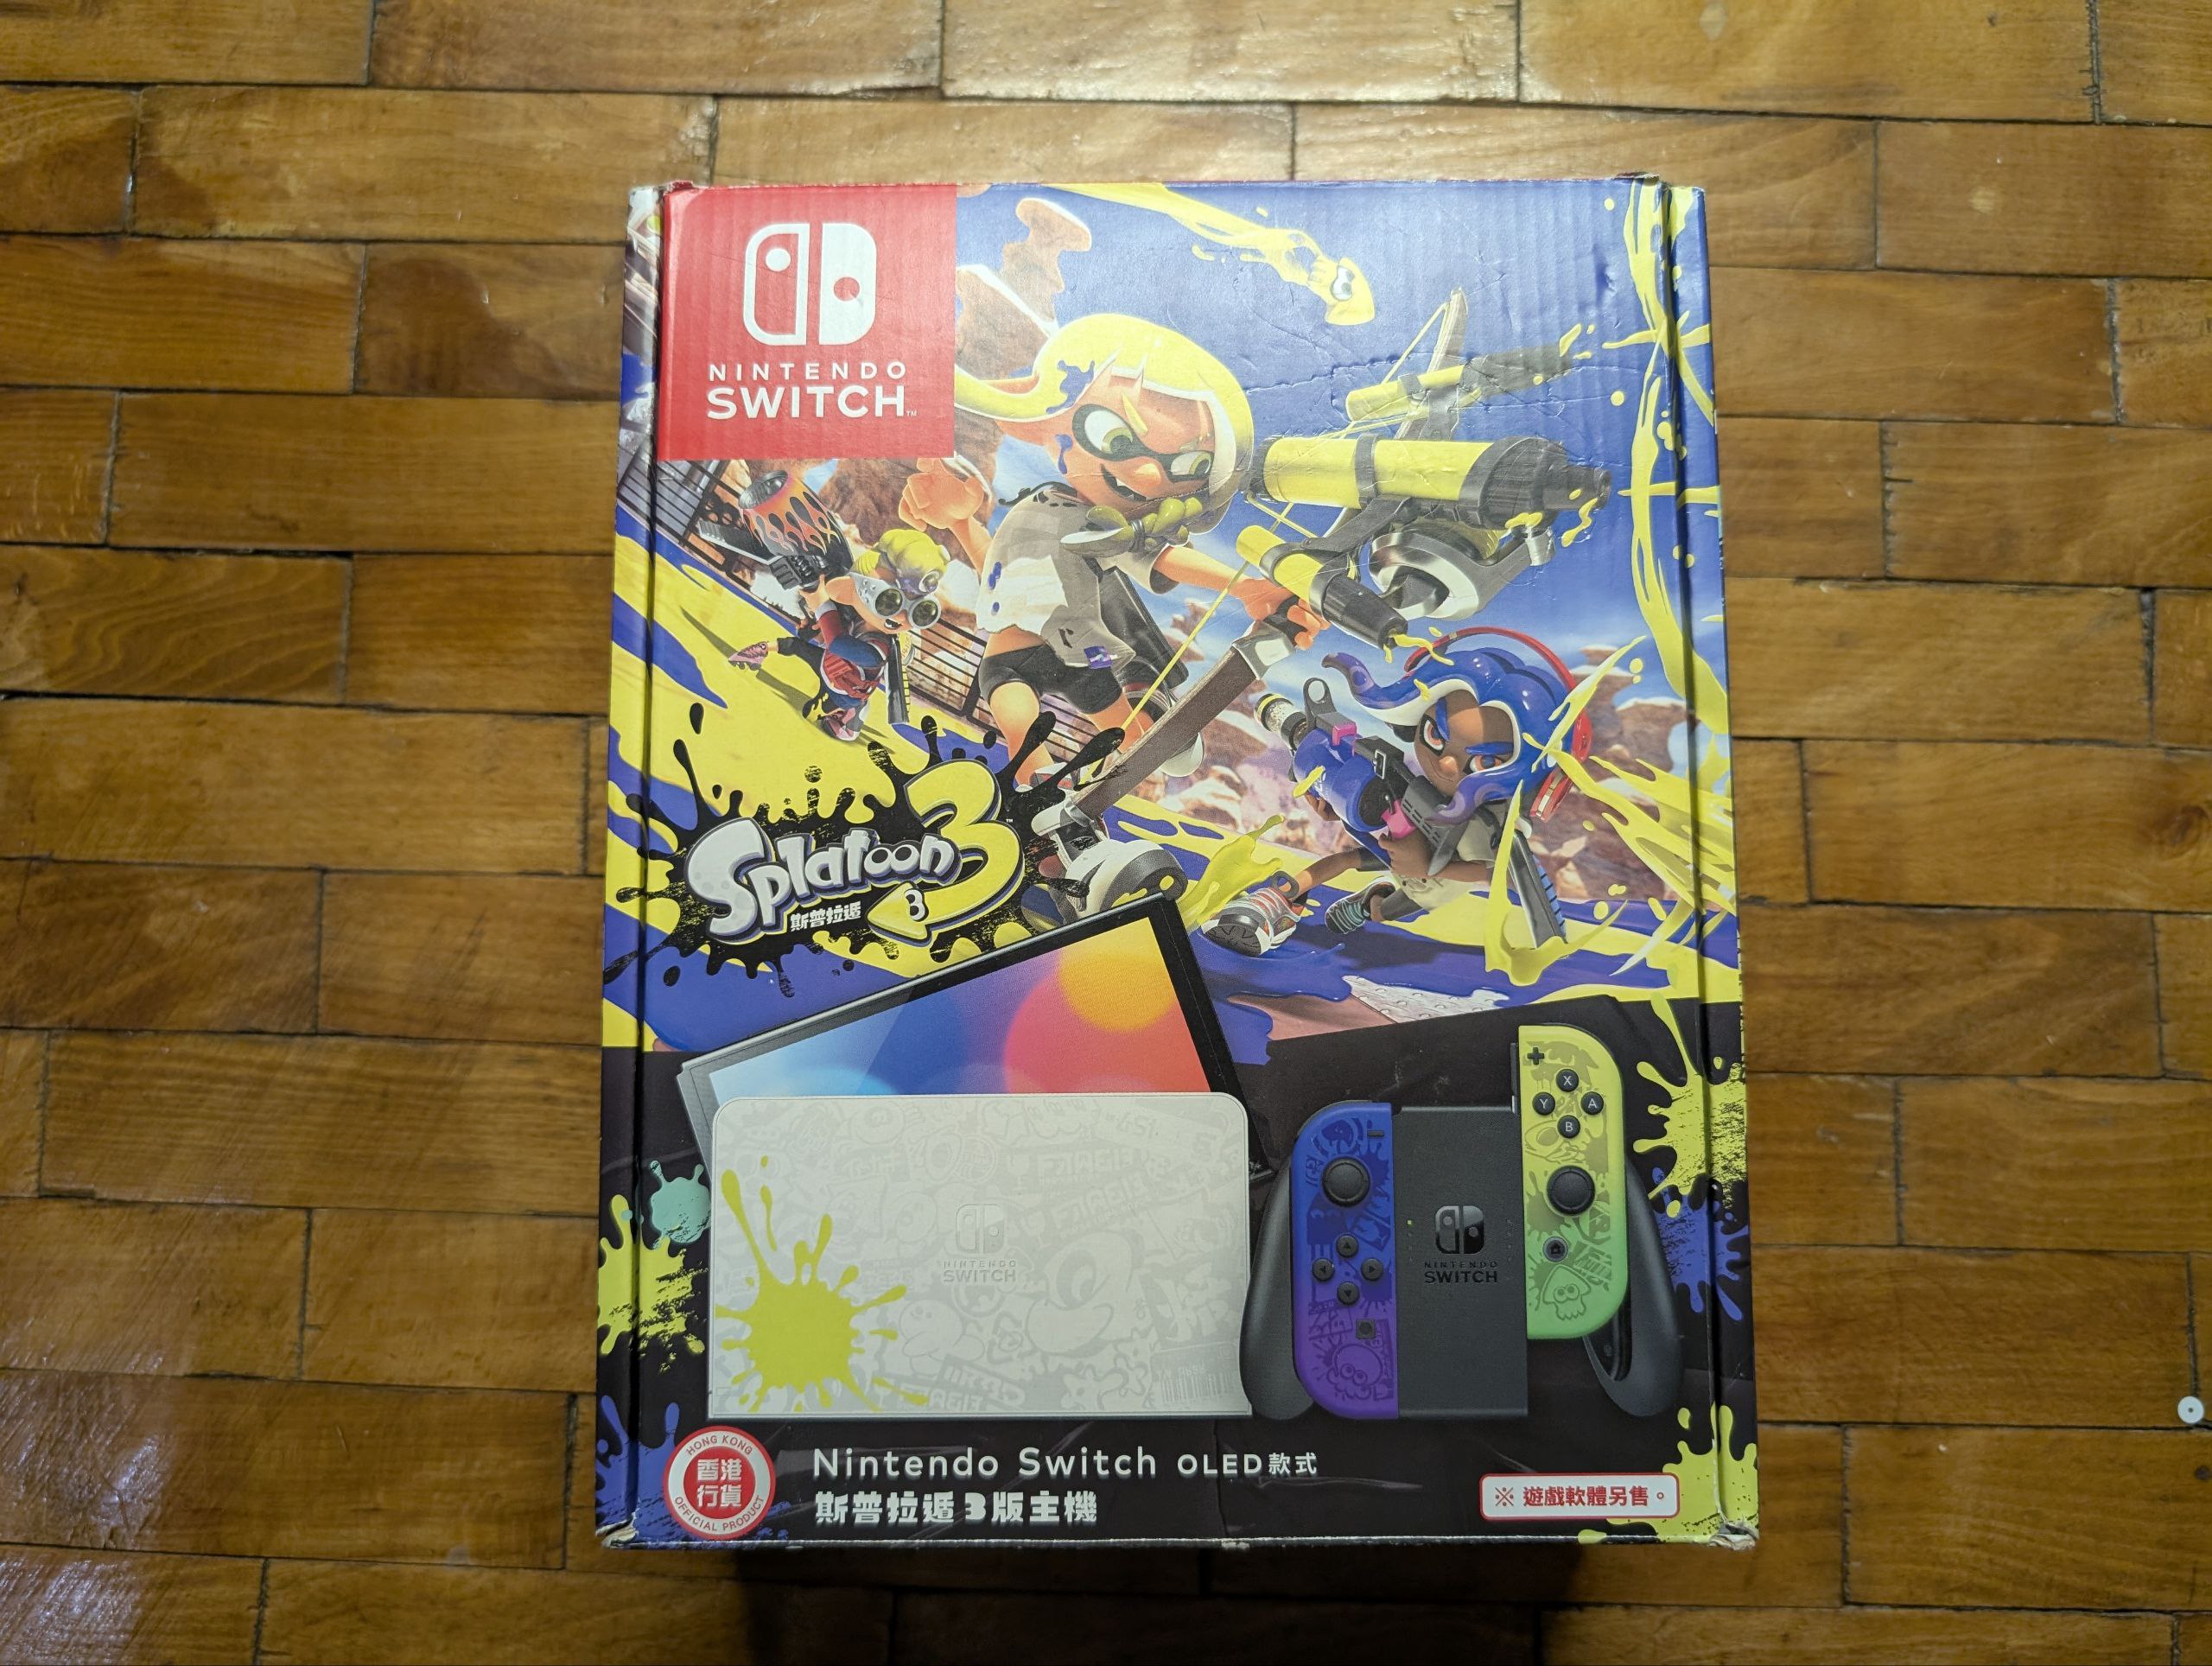 NINTENDO
SWITCH™
Splatoon 3™
斯普拉遁 3
X
Y A
B
NINTENDO
SWITCH
NINTENDO
SWITCH
HONG KONG
香港
行貨
OFFICIAL PRODUCT
Nintendo Switch OLED款式
斯普拉遁3版主機
※ 遊戲軟體另售。